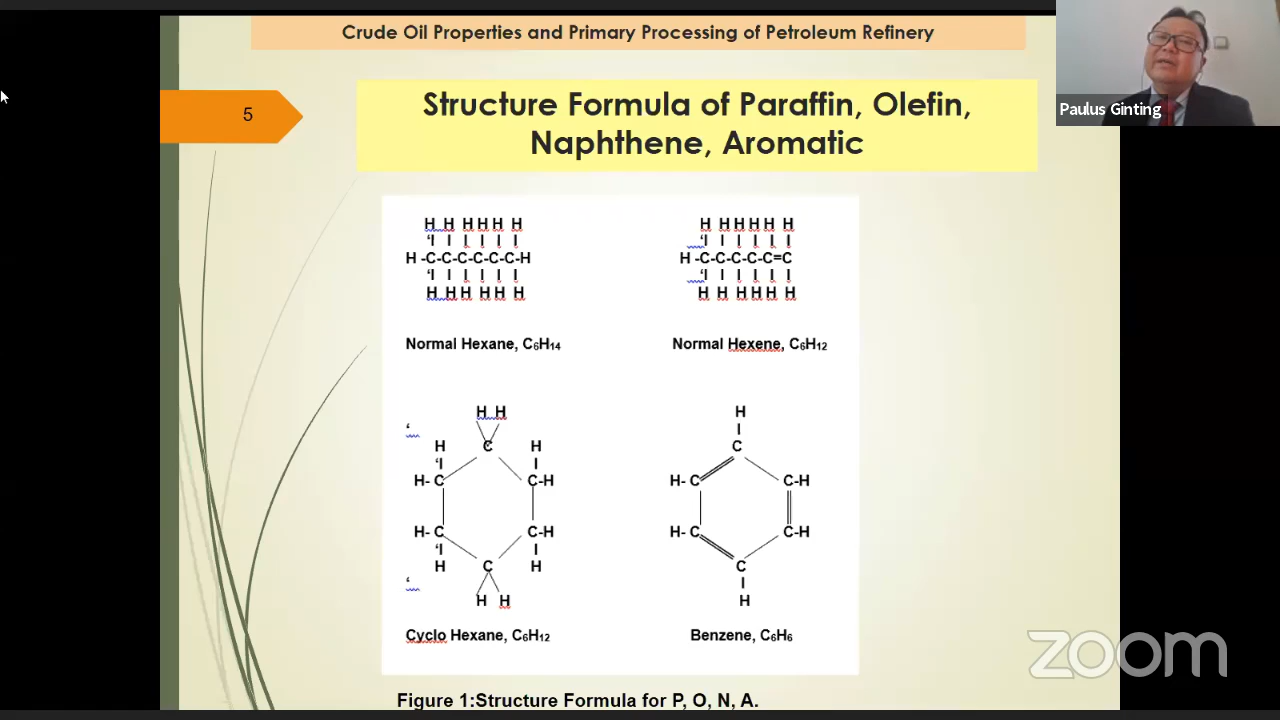 Crude Oil Properties and Primary Processing of Petroleum Refinery
Paulus Ginting
5
Structure Formula of Paraffin, Olefin,
Naphthene, Aromatic
H H H H H H
H -C-C-C-C-C-C-H
H H H H H H
Normal Hexane, C₆H₁₄
H H H H H H
H -C-C-C-C-C=C
H H H H H H
Normal Hexene, C₆H₁₂
H H
H C H
H- C C-H
H- C C-H
H C H
H H
Cyclo Hexane, C₆H₁₂
H
C
H- C C-H
H- C C-H
C
H
Benzene, C₆H₆
Figure 1:Structure Formula for P, O, N, A.
zoom